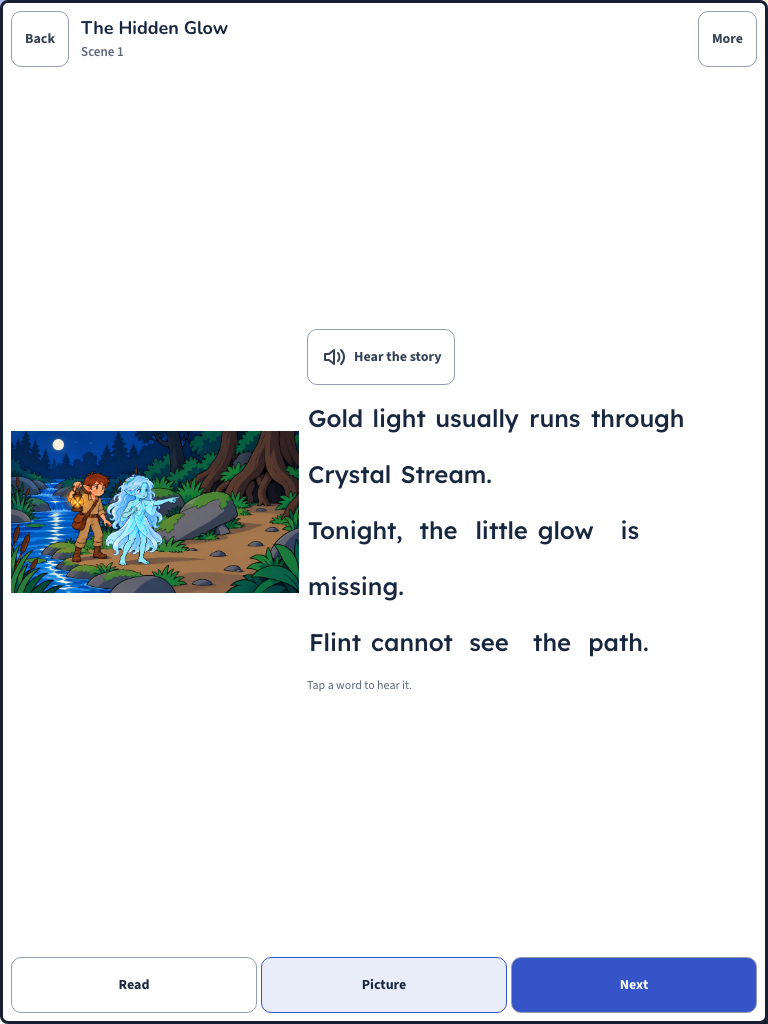 Back
The Hidden Glow
Scene 1
More
Hear the story
Gold light usually runs through
Crystal Stream.
Tonight, the little glow is
missing.
Flint cannot see the path.
Tap a word to hear it.
Read
Picture
Next